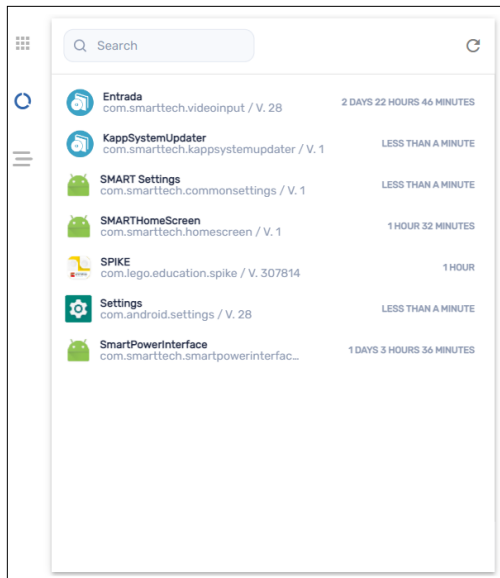 Search
Entrada
com.smarttech.videoinput / V. 28
2 DAYS 22 HOURS 46 MINUTES
KappSystemUpdater
com.smarttech.kappsystemupdater / V. 1
LESS THAN A MINUTE
SMART Settings
com.smarttech.commonsettings / V. 1
LESS THAN A MINUTE
SMARTHomeScreen
com.smarttech.homescreen / V. 1
1 HOUR 32 MINUTES
SPIKE
com.lego.education.spike / V. 307814
1 HOUR
Settings
com.android.settings / V. 28
LESS THAN A MINUTE
SmartPowerInterface
com.smarttech.smartpowerinterfac...
1 DAYS 3 HOURS 36 MINUTES